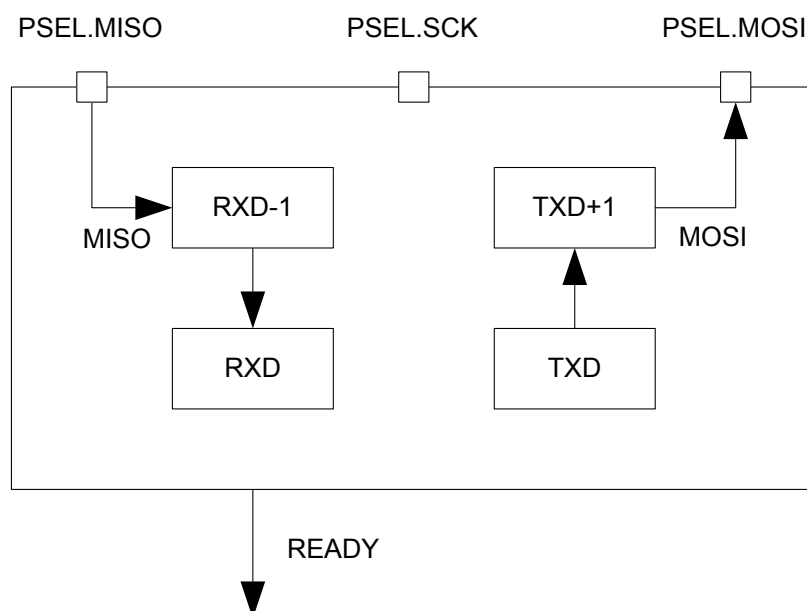 PSEL.MISO PSEL.SCK PSEL.MOSI
RXD-1 TXD+1
MISO MOSI
RXD TXD
READY